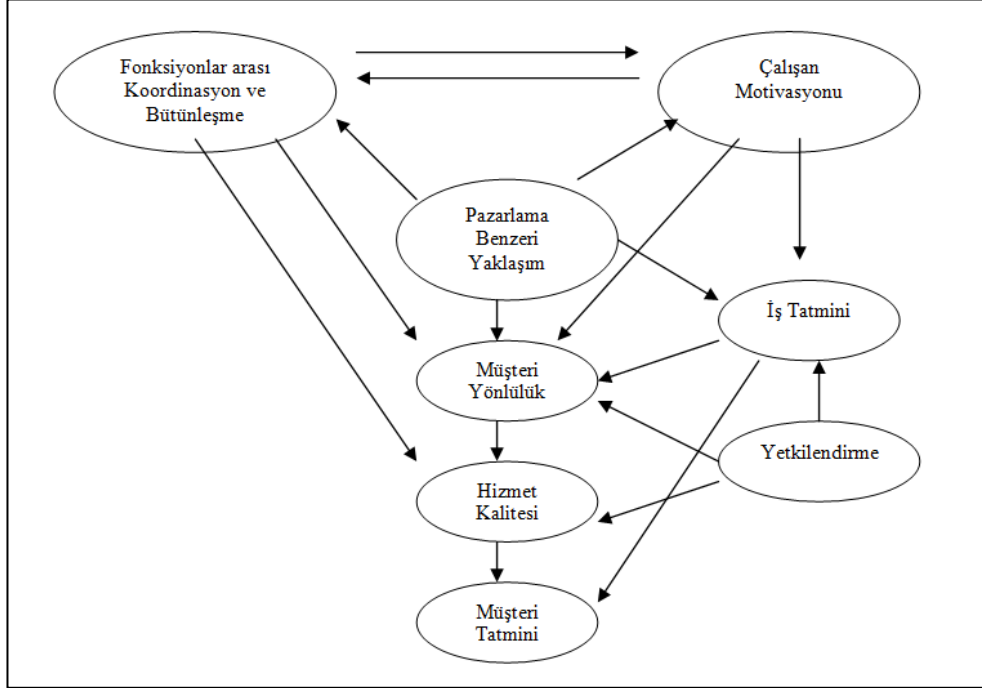 Fonksiyonlar arası
Koordinasyon ve
Bütünleşme
Çalışan
Motivasyonu
Pazarlama
Benzeri
Yaklaşım
İş Tatmini
Müşteri
Yönlülük
Yetkilendirme
Hizmet
Kalitesi
Müşteri
Tatmini